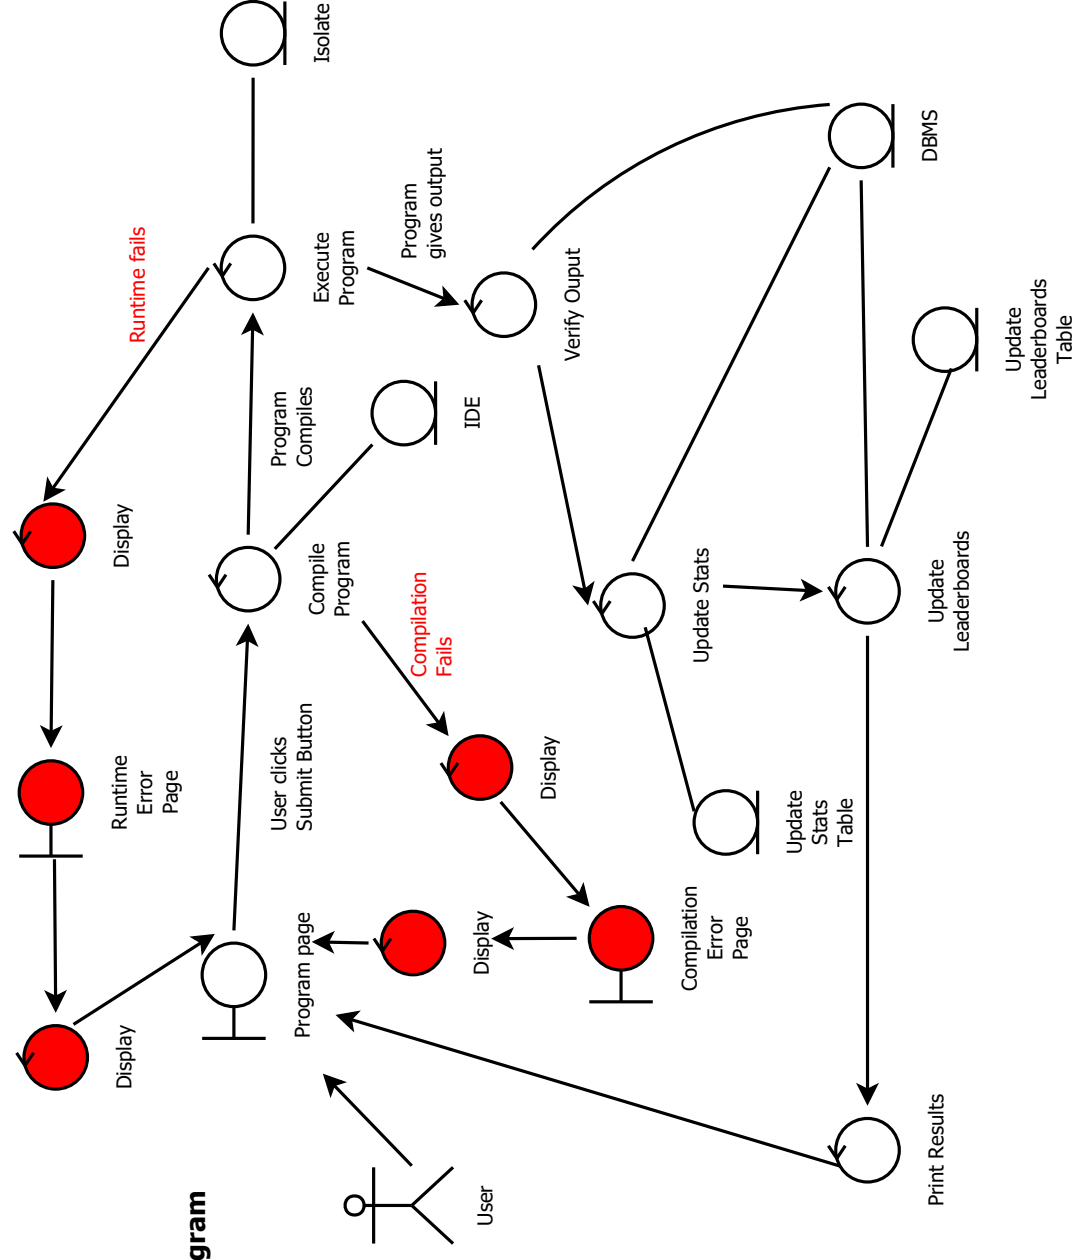 Display
Runtime
Error
Page
Display
Runtime fails
gram
User clicks
Submit Button
Program
Compiles
Program page
Compile
Program
Execute
Program
Isolate
Compilation
Fails
Program
gives output
User
Display
IDE
Display
Verify Ouput
Compilation
Error
Page
Update Stats
Update
Stats
Table
Print Results
Update
Leaderboards
DBMS
Update
Leaderboards
Table